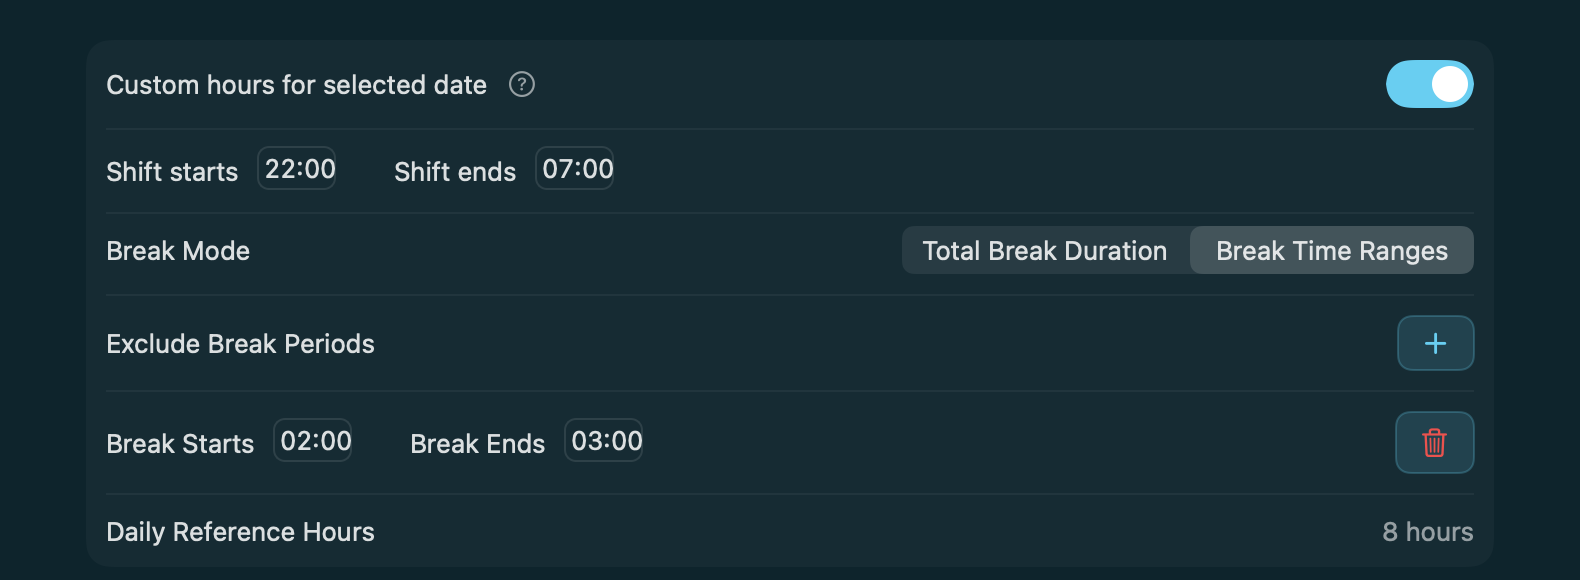 Custom hours for selected date ?
Shift starts 22:00 Shift ends 07:00
Break Mode Total Break Duration Break Time Ranges
Exclude Break Periods +
Break Starts 02:00 Break Ends 03:00
Daily Reference Hours 8 hours